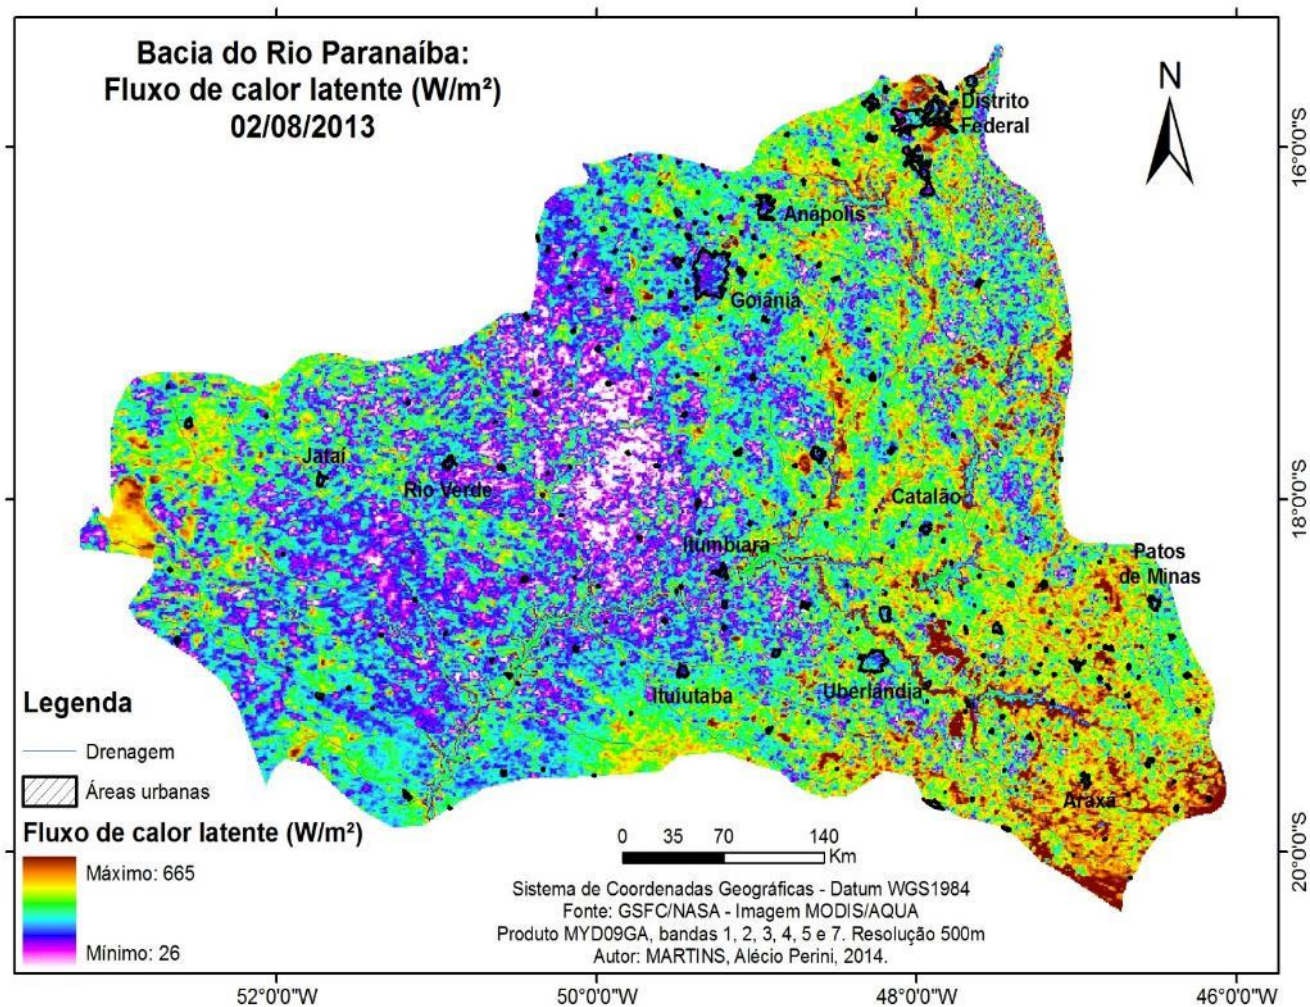 Bacia do Rio Paranaíba:
Fluxo de calor latente (W/m²)
02/08/2013
N
Distrito
Federal
16°0'0"S
Anápolis
Goiânia
Jataí
Rio Verde
Catalão
18°0'0"S
Itumbiara
Patos
de Minas
Ituiutaba
Uberlândia
Araxá
Legenda
Drenagem
Áreas urbanas
Fluxo de calor latente (W/m²)
Máximo: 665
Mínimo: 26
0 35 70 140
Km
20°0'0"S
Sistema de Coordenadas Geográficas - Datum WGS1984
Fonte: GSFC/NASA - Imagem MODIS/AQUA
Produto MYD09GA, bandas 1, 2, 3, 4, 5 e 7. Resolução 500m
Autor: MARTINS, Alécio Perini, 2014.
52°0'0"W 50°0'0"W 48°0'0"W 46°0'0"W